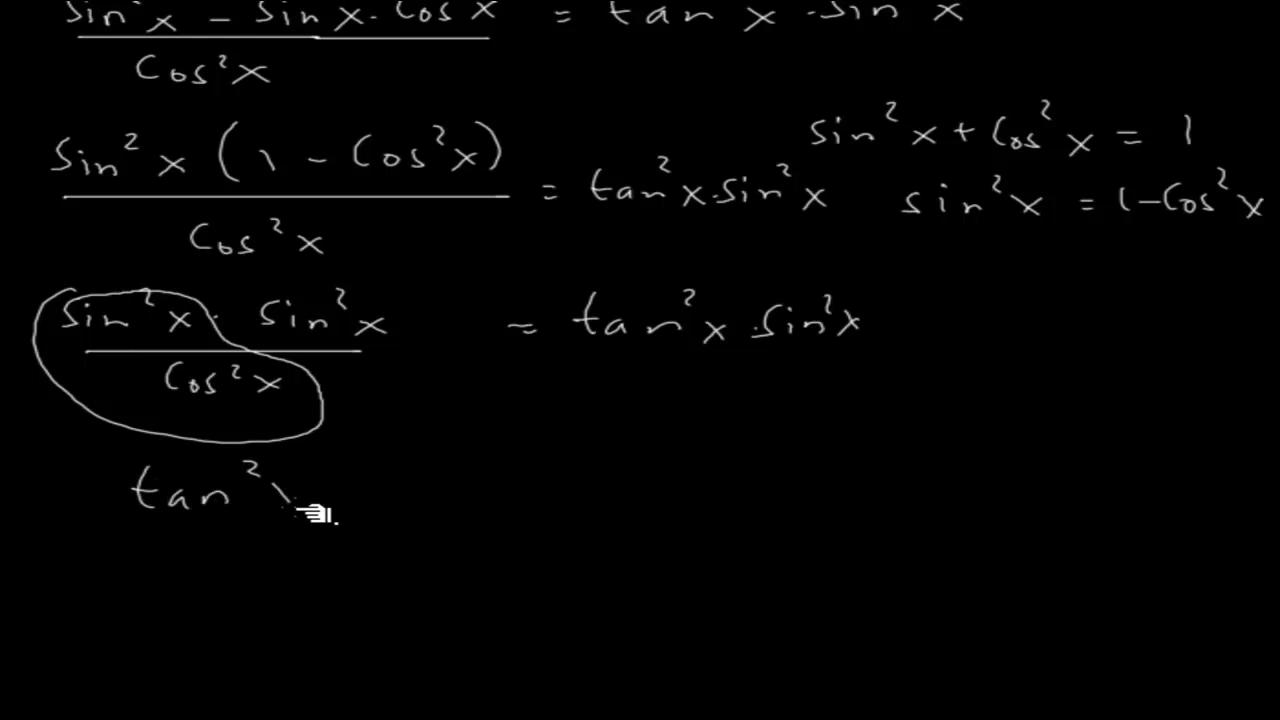 sin²x - sin x · cos x = tan x · sin x
cos²x
sin²x (1 - cos²x) = tan²x · sin²x
cos²x
sin²x + cos²x = 1
sin²x = 1 - cos²x
sin²x · sin²x = tan²x · sin²x
cos²x
tan²